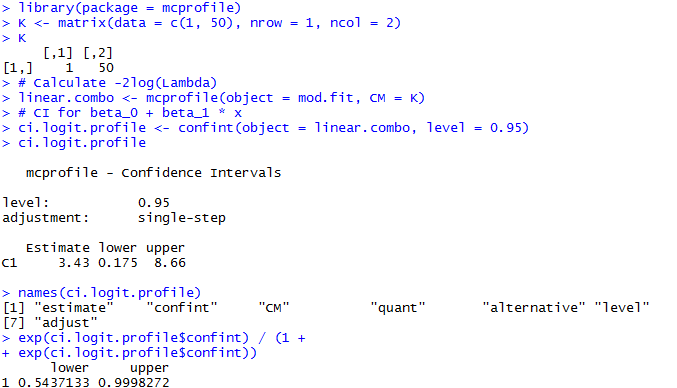 > library(package = mcprofile)
> K <- matrix(data = c(1, 50), nrow = 1, ncol = 2)
> K
     [,1] [,2]
[1,]    1   50
> # Calculate -2log(Lambda)
> linear.combo <- mcprofile(object = mod.fit, CM = K)
> # CI for beta_0 + beta_1 * x
> ci.logit.profile <- confint(object = linear.combo, level = 0.95)
> ci.logit.profile

   mcprofile - Confidence Intervals

level:           0.95
adjustment:      single-step

   Estimate lower upper
C1     3.43 0.175  8.66

> names(ci.logit.profile)
[1] "estimate"    "confint"     "CM"          "quant"       "alternative" "level"
[7] "adjust"
> exp(ci.logit.profile$confint) / (1 +
+ exp(ci.logit.profile$confint))
      lower     upper
1 0.5437133 0.9998272